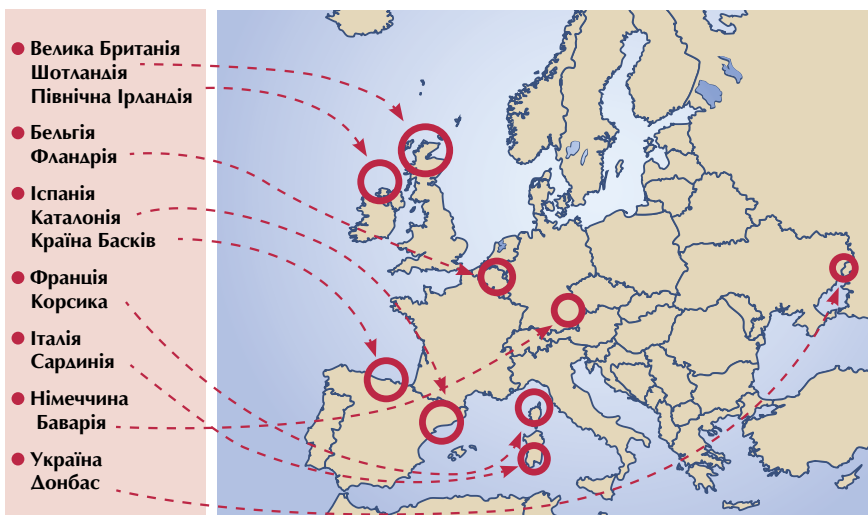 Велика Британія
Шотландія
Північна Ірландія
Бельгія
Фландрія
Іспанія
Каталонія
Країна Басків
Франція
Корсика
Італія
Сардинія
Німеччина
Баварія
Україна
Донбас